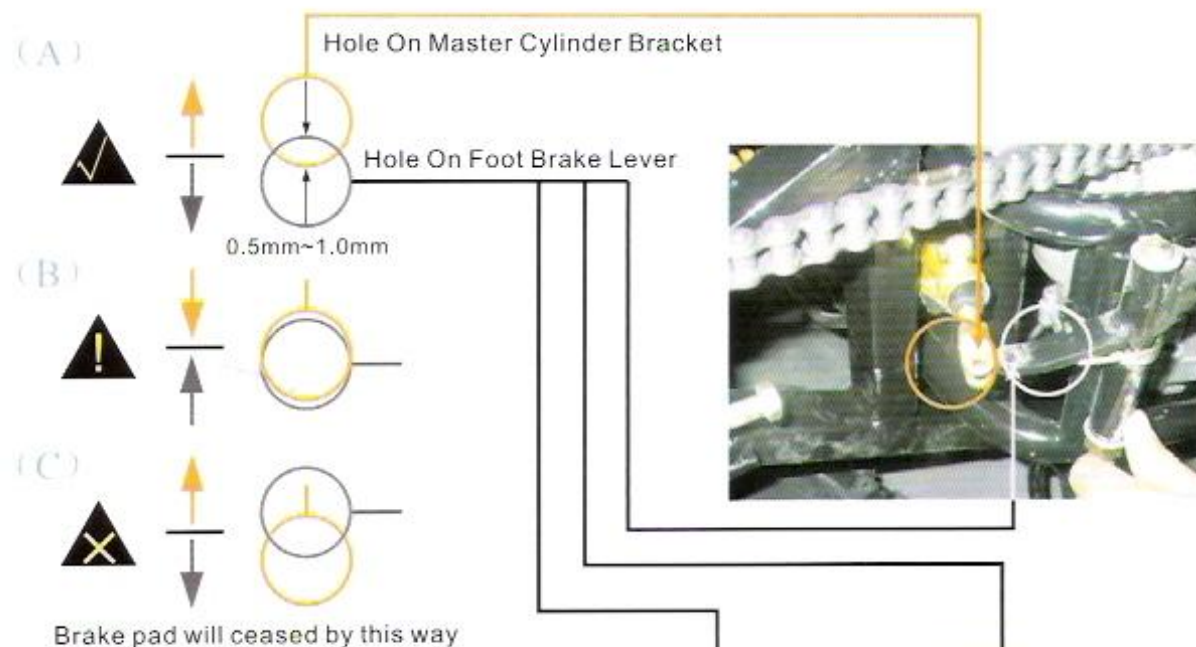 (A)
Hole On Master Cylinder Bracket
Hole On Foot Brake Lever
0.5mm~1.0mm
(B)
!
(C)
Brake pad will ceased by this way